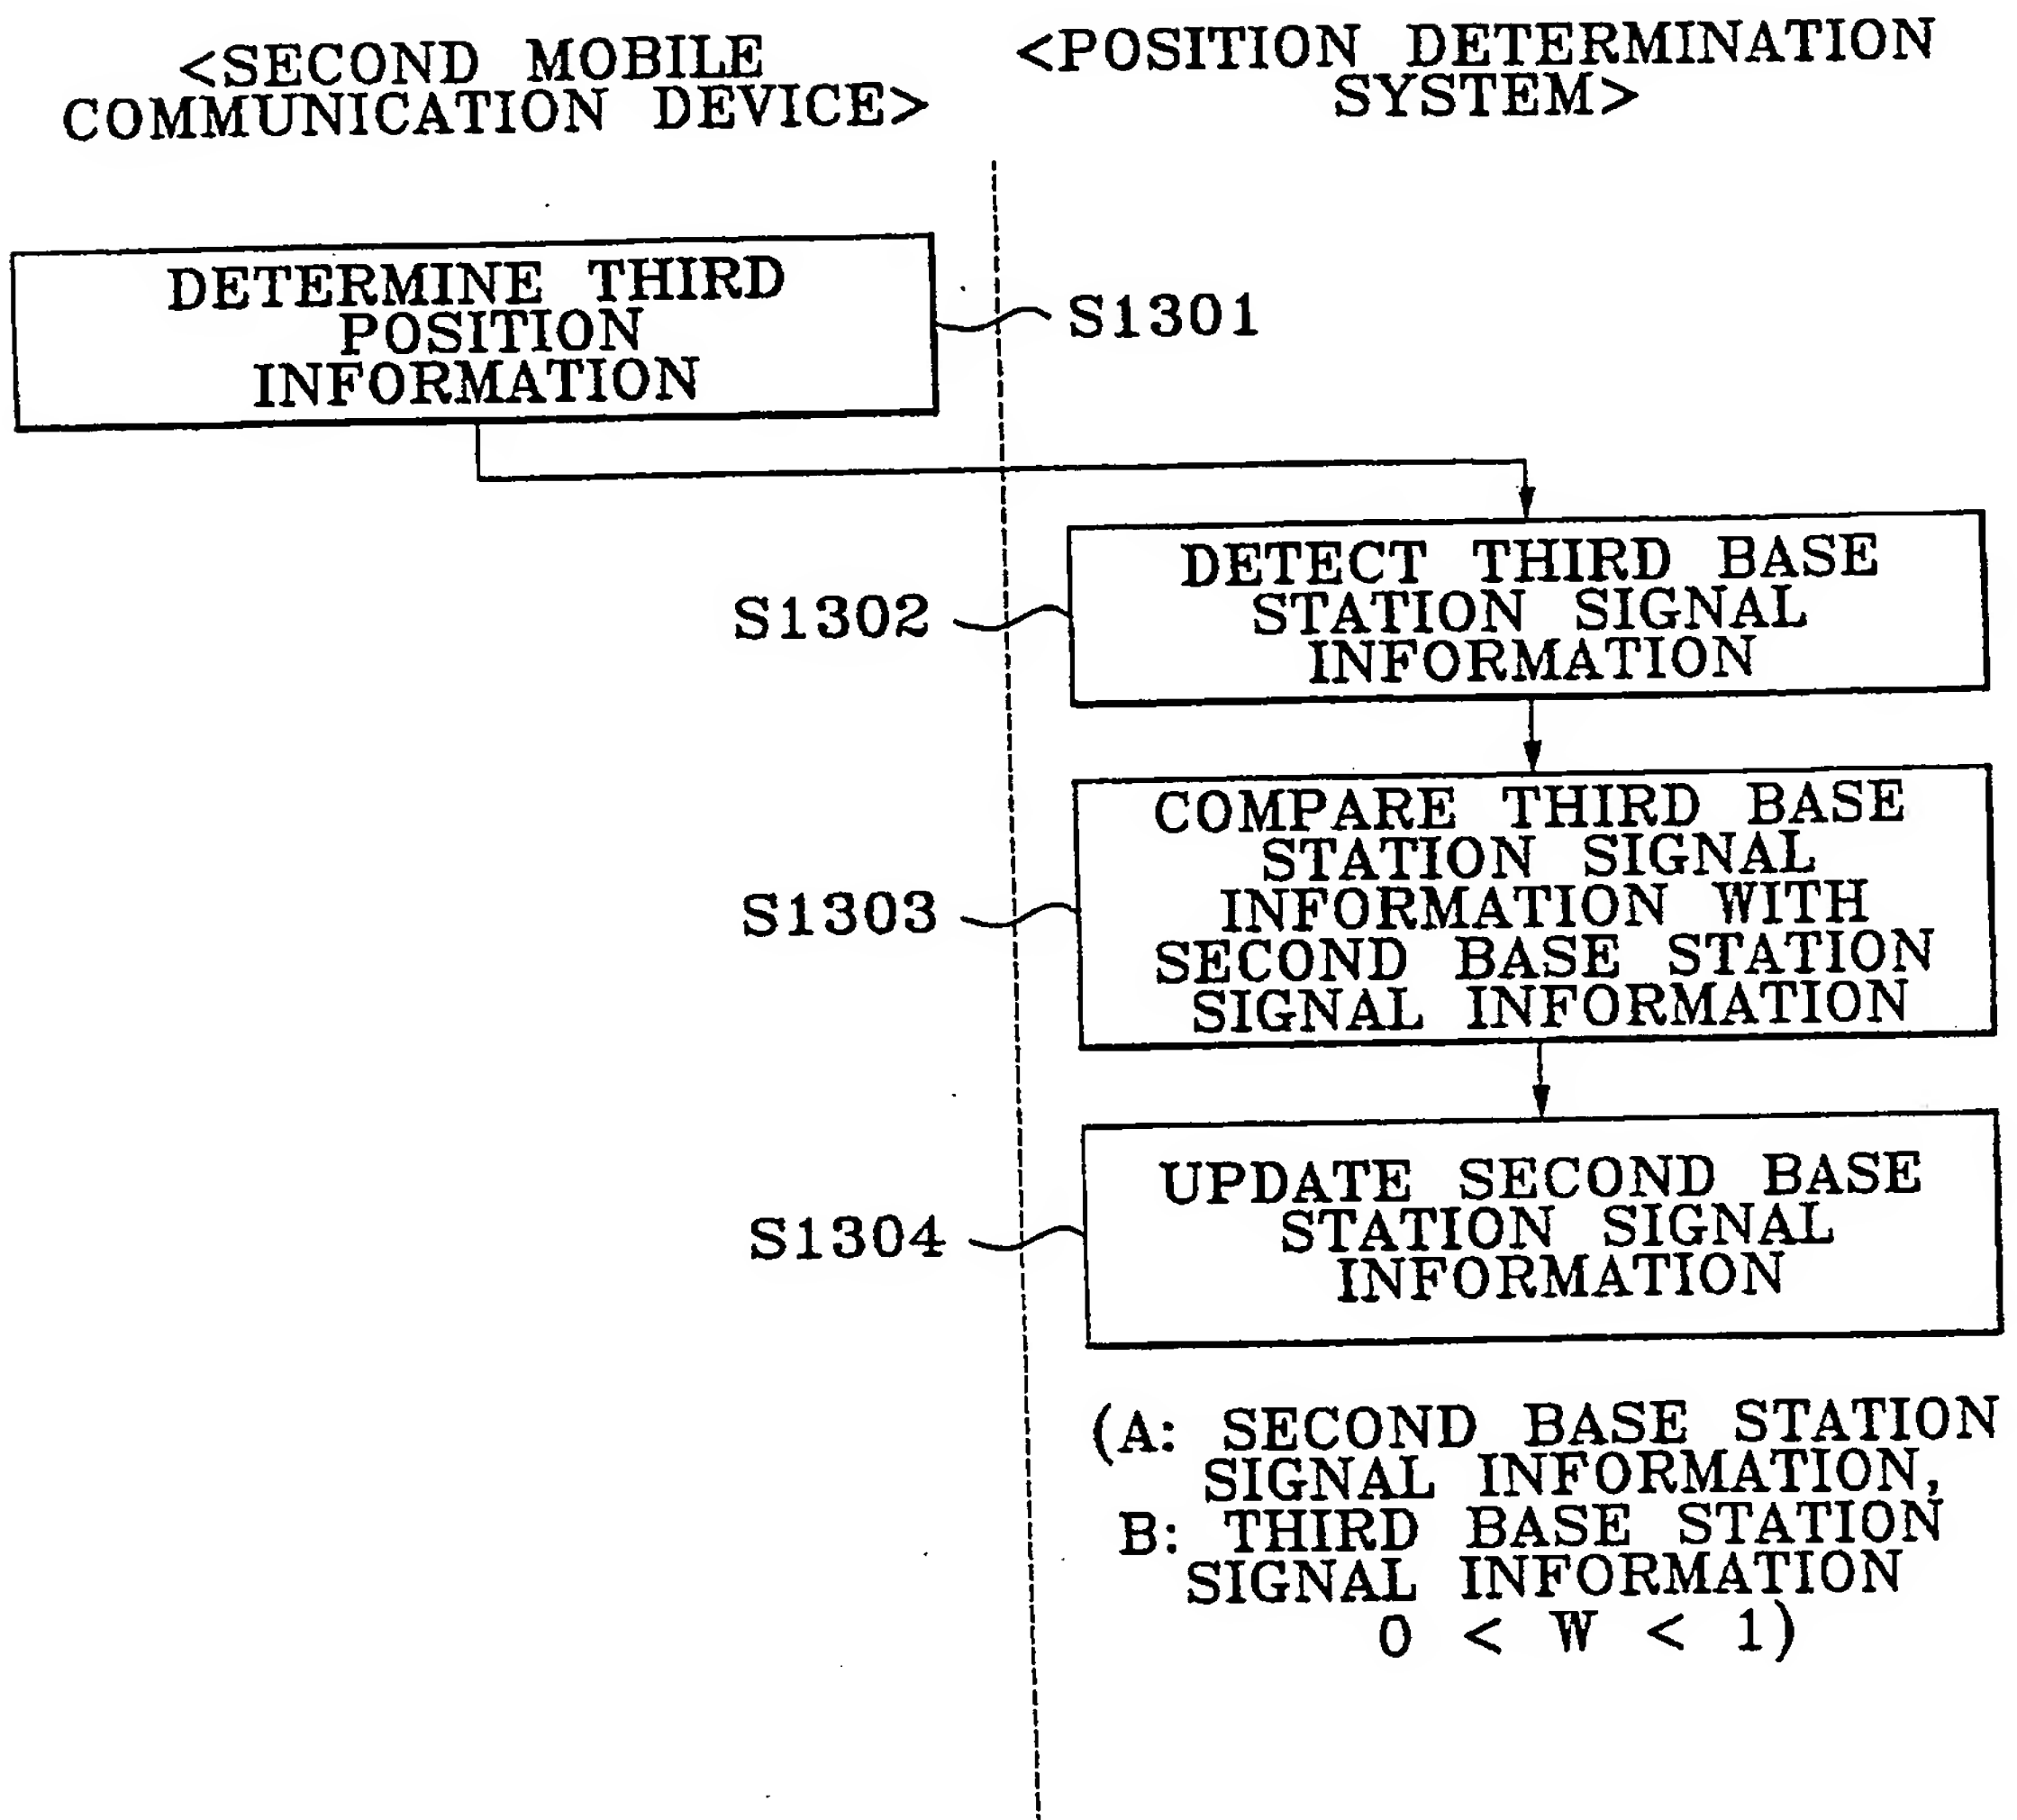 <SECOND MOBILE
COMMUNICATION DEVICE>
<POSITION DETERMINATION
SYSTEM>
DETERMINE THIRD
POSITION
INFORMATION
S1301
DETECT THIRD BASE
STATION SIGNAL
INFORMATION
S1302
COMPARE THIRD BASE
STATION SIGNAL
INFORMATION WITH
SECOND BASE STATION
SIGNAL INFORMATION
S1303
UPDATE SECOND BASE
STATION SIGNAL
INFORMATION
S1304
(A: SECOND BASE STATION
SIGNAL INFORMATION,
B: THIRD BASE STATION
SIGNAL INFORMATION
0 < W < 1)